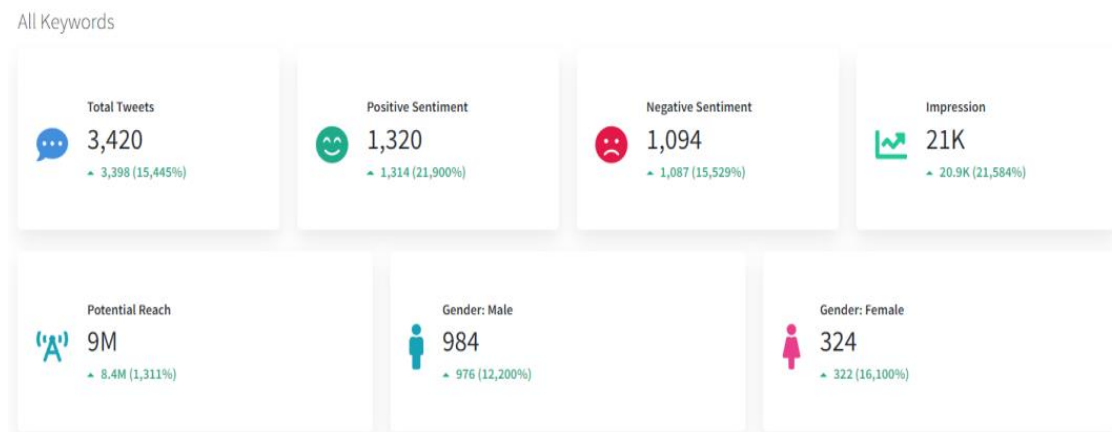 All Keywords
Total Tweets
3,420
3,398 (15,445%)
Positive Sentiment
1,320
1,314 (21,900%)
Negative Sentiment
1,094
1,087 (15,529%)
Impression
21K
20.9K (21,584%)
Potential Reach
9M
8.4M (1,311%)
Gender: Male
984
976 (12,200%)
Gender: Female
324
322 (16,100%)